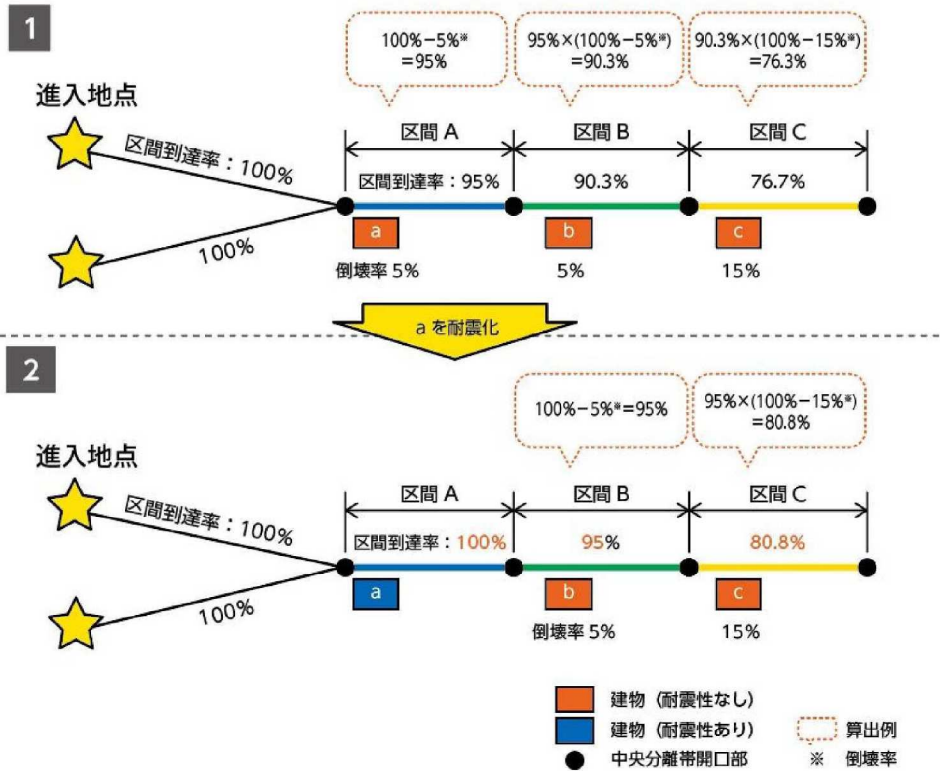 1
100%−5%※
=95%
95%×(100%−5%※)
=90.3%
90.3%×(100%−15%※)
=76.3%
進入地点
区間A
区間B
区間C
区間到達率：100%
区間到達率：95%
90.3%
76.7%
100%
a
b
c
倒壊率 5%
5%
15%
aを耐震化
2
100%−5%※=95%
95%×(100%−15%※)
=80.8%
進入地点
区間A
区間B
区間C
区間到達率：100%
区間到達率：100%
95%
80.8%
100%
a
b
c
倒壊率 5%
15%
建物（耐震性なし）
建物（耐震性あり）
算出例
中央分離帯開口部
※ 倒壊率